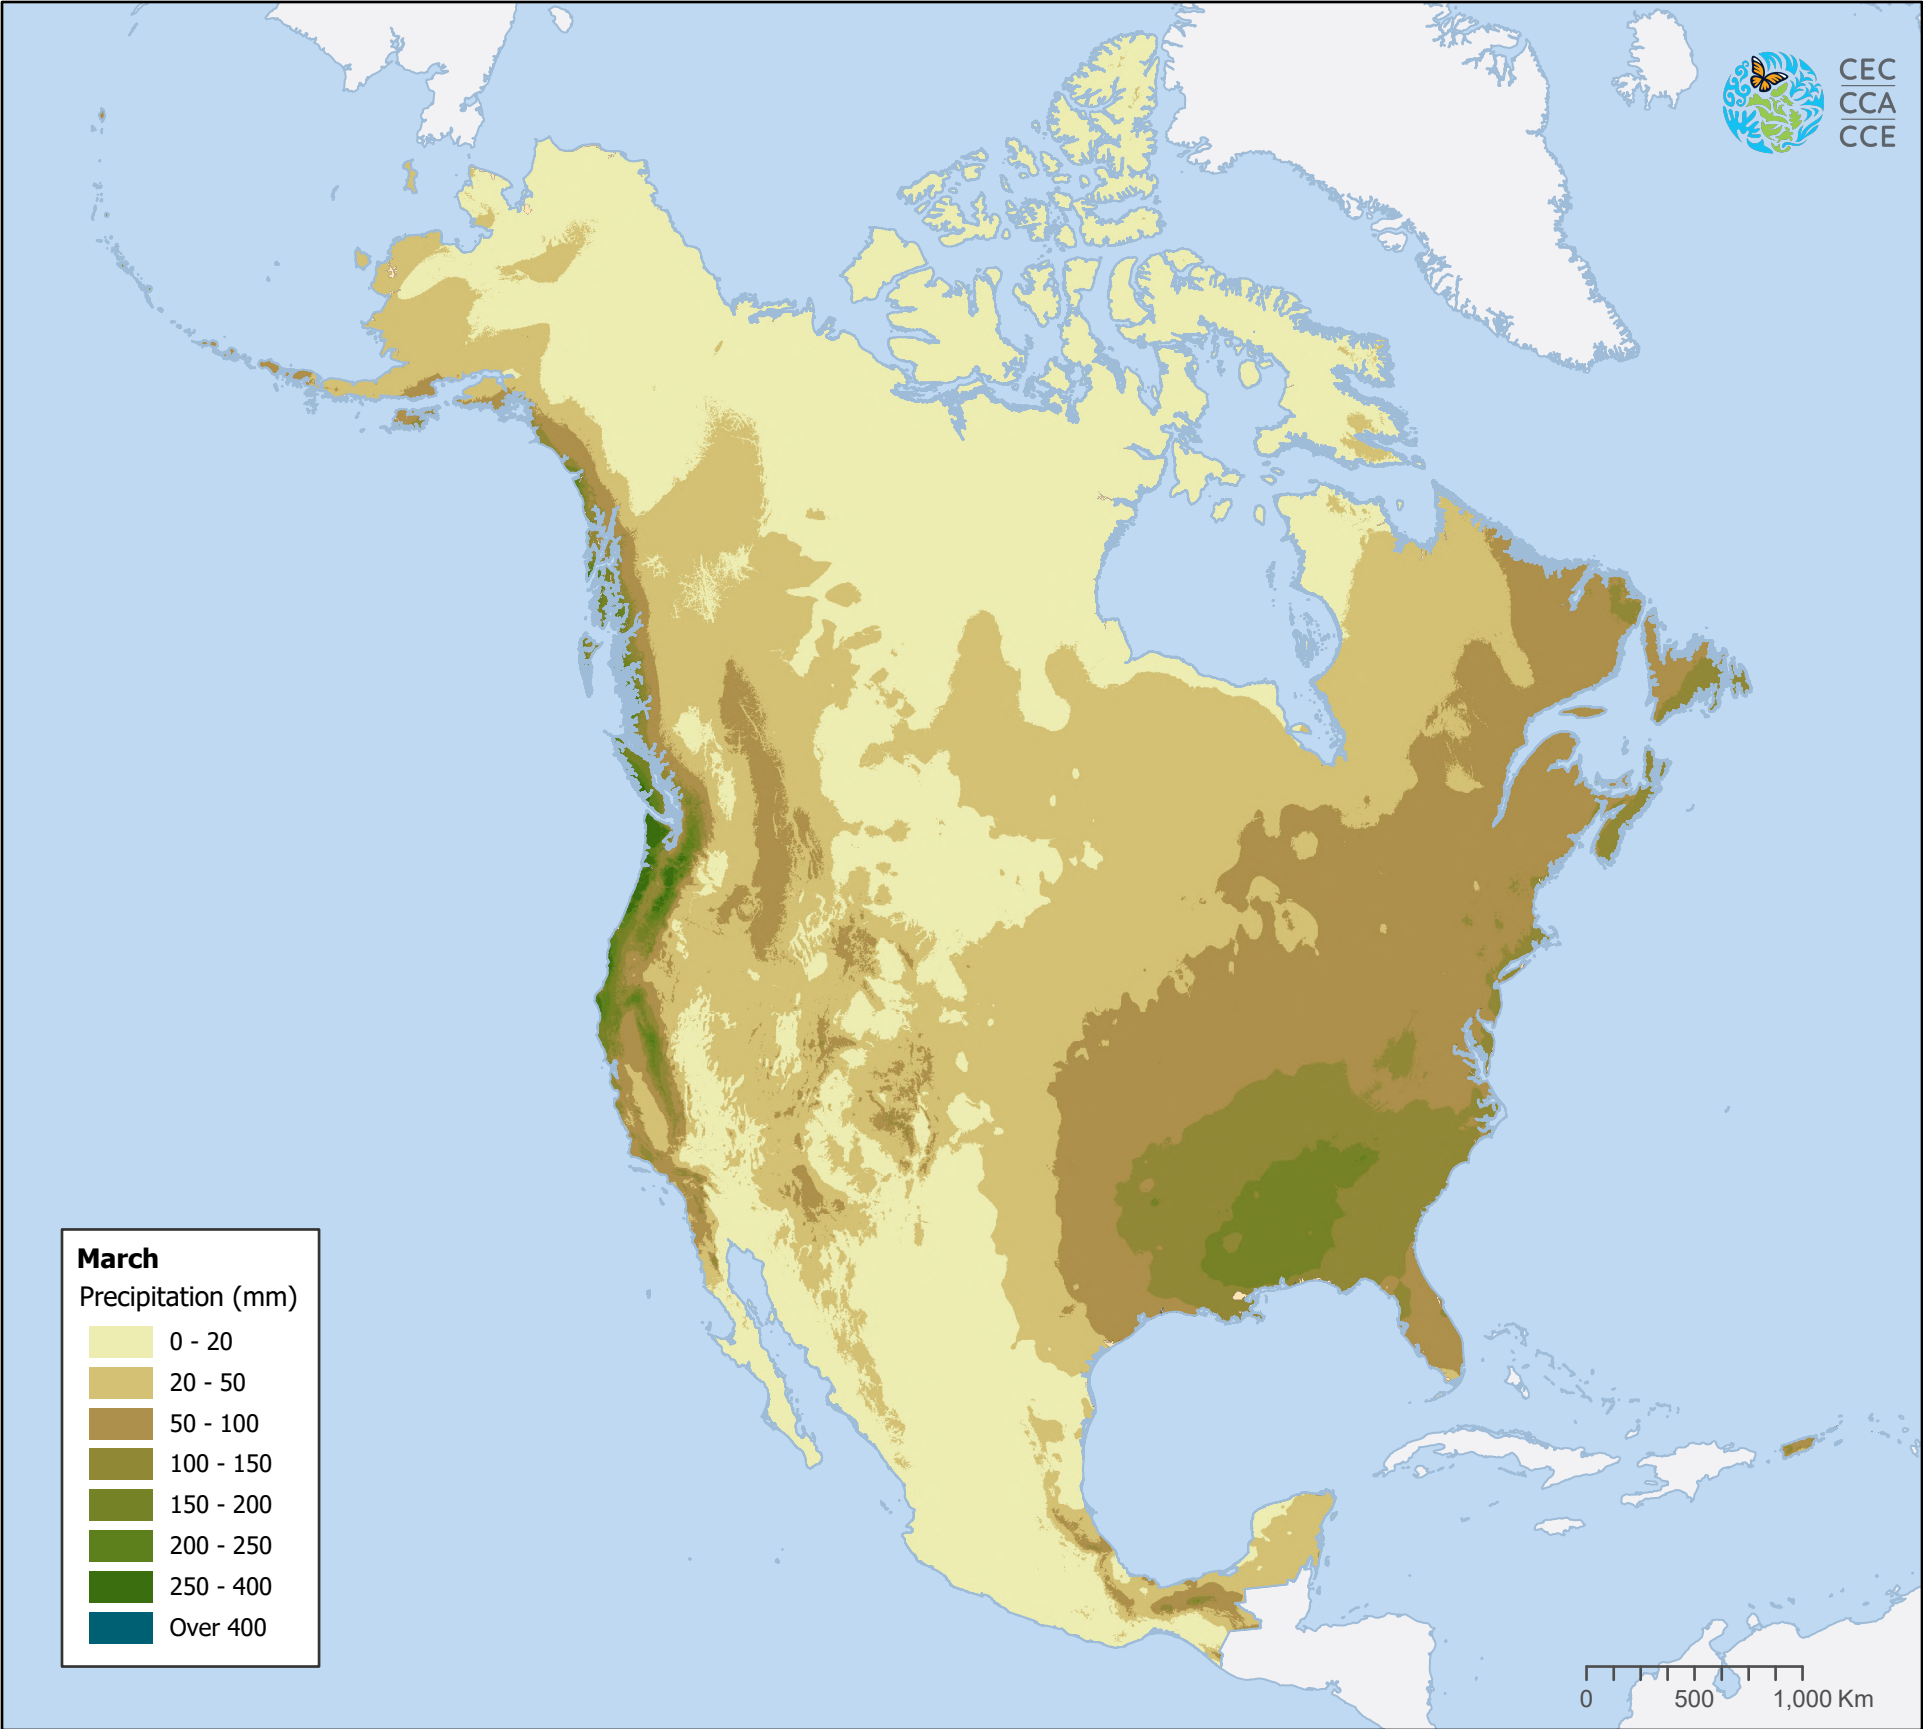 CEC
CCA
CCE
March
Precipitation (mm)
0 - 20
20 - 50
50 - 100
100 - 150
150 - 200
200 - 250
250 - 400
Over 400
0 500 1,000 Km